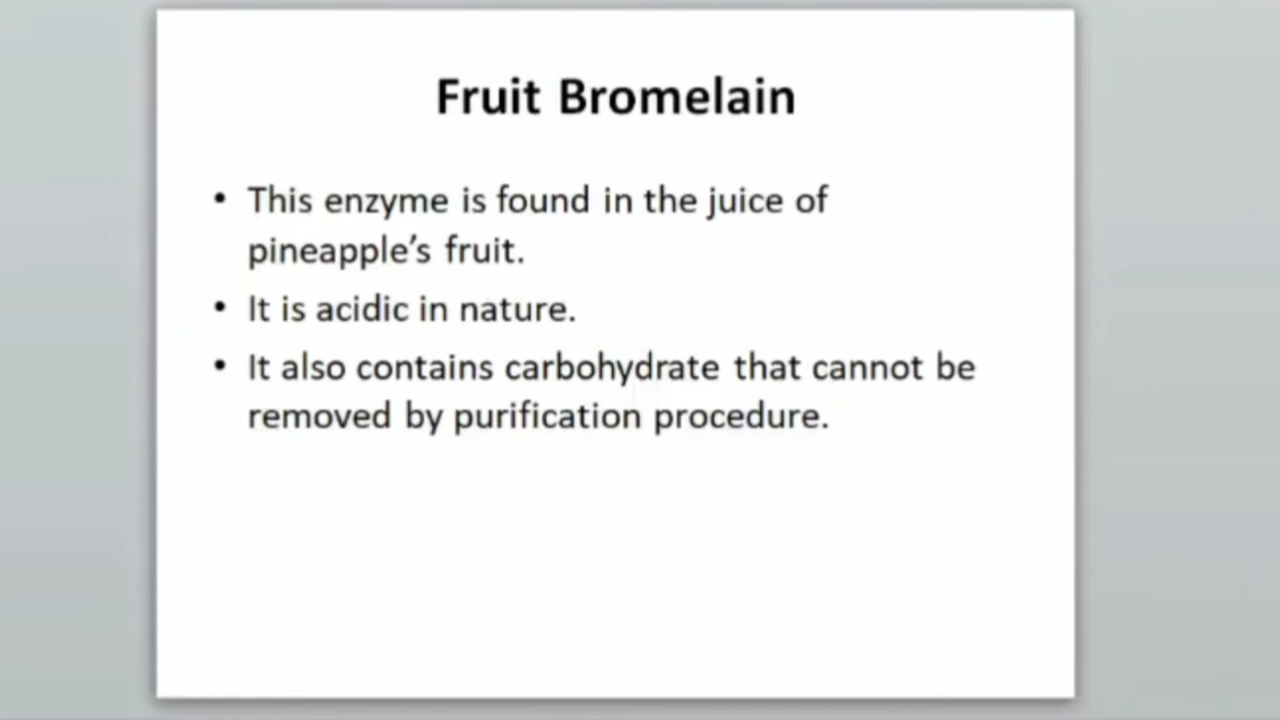 Fruit Bromelain
• This enzyme is found in the juice of
pineapple’s fruit.
• It is acidic in nature.
• It also contains carbohydrate that cannot be
removed by purification procedure.